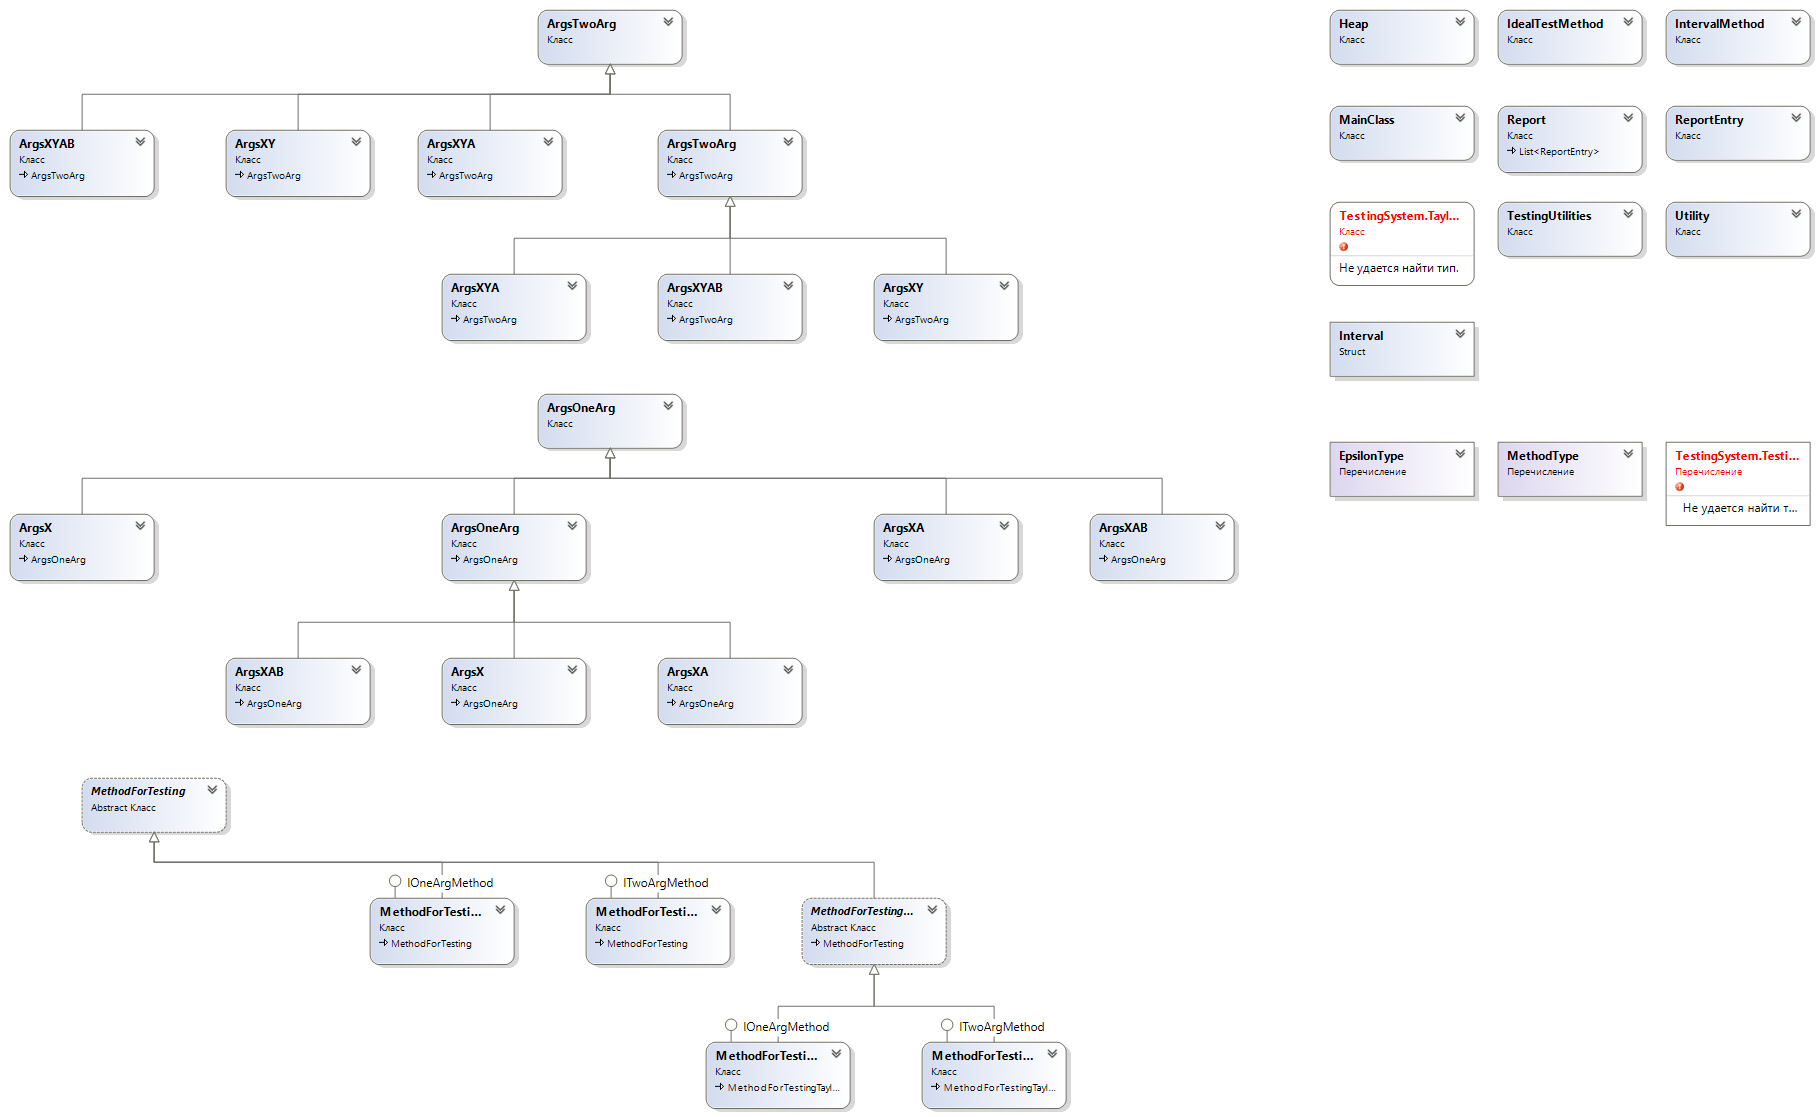 ArgsTwoArg
Класс
ArgsXYAB
Класс
ArgsTwoArg
ArgsXY
Класс
ArgsTwoArg
ArgsXYA
Класс
ArgsTwoArg
ArgsTwoArg
Класс
ArgsTwoArg
ArgsXYA
Класс
ArgsTwoArg
ArgsXYAB
Класс
ArgsTwoArg
ArgsXY
Класс
ArgsTwoArg
ArgsOneArg
Класс
ArgsX
Класс
ArgsOneArg
ArgsOneArg
Класс
ArgsOneArg
ArgsXA
Класс
ArgsOneArg
ArgsXAB
Класс
ArgsOneArg
ArgsXAB
Класс
ArgsOneArg
ArgsX
Класс
ArgsOneArg
ArgsXA
Класс
ArgsOneArg
MethodForTesting
Abstract Класс
IOneArgMethod
MethodForTesti...
Класс
MethodForTesting
ITwoArgMethod
MethodForTesti...
Класс
MethodForTesting
MethodForTesting...
Abstract Класс
MethodForTesting
IOneArgMethod
MethodForTesti...
Класс
MethodForTestingTayl...
ITwoArgMethod
MethodForTesti...
Класс
MethodForTestingTayl...
Heap
Класс
IdealTestMethod
Класс
IntervalMethod
Класс
MainClass
Класс
Report
Класс
List<ReportEntry>
ReportEntry
Класс
TestingSystem.Tayl...
Класс
Не удается найти тип.
TestingUtilities
Класс
Utility
Класс
Interval
Struct
EpsilonType
Перечисление
MethodType
Перечисление
TestingSystem.Testi...
Перечисление
Не удается найти т...